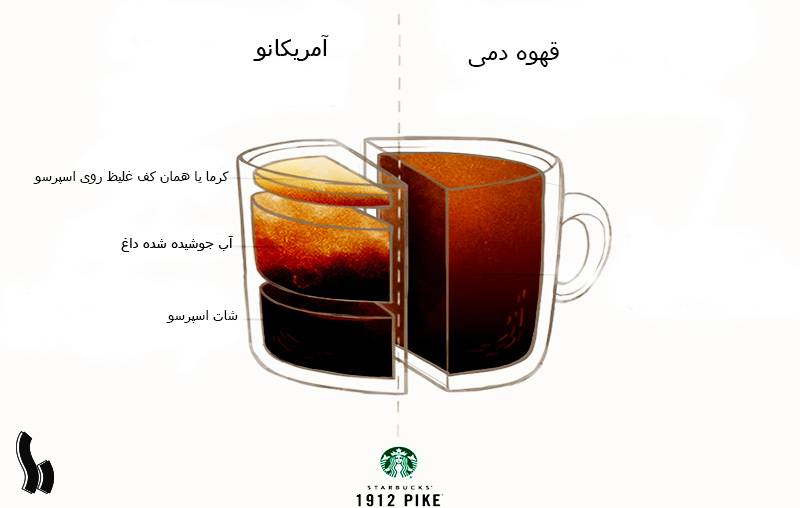 قهوه دمی
آمریکانو
کرما یا همان کف غلیظ روی اسپرسو
آب جوشیده شده داغ
شات اسپرسو
STARBUCKS
1912 PIKE